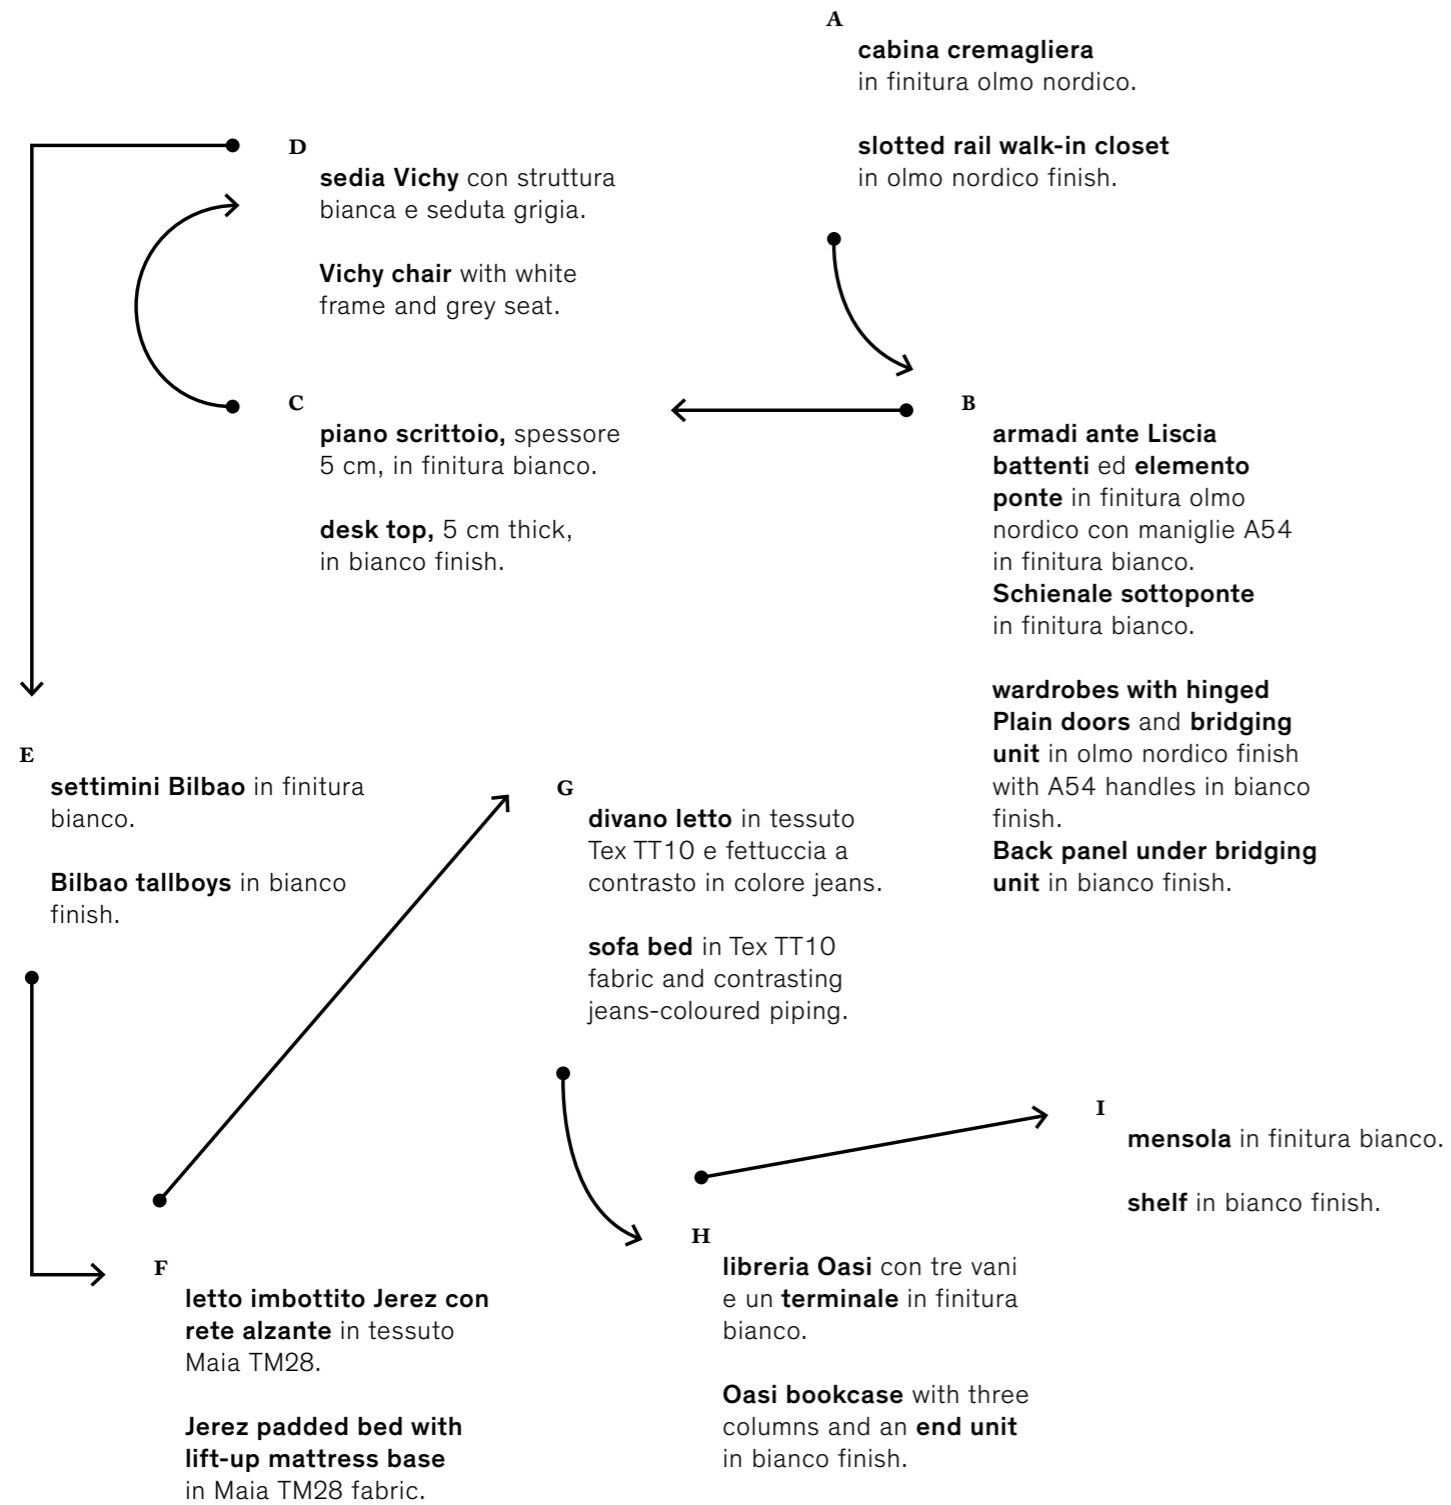 A
cabina cremagliera
in finitura olmo nordico.
slotted rail walk-in closet
in olmo nordico finish.
B
armadi ante Liscia
battenti ed elemento
ponte in finitura olmo
nordico con maniglie A54
in finitura bianco.
Schienale sottoponte
in finitura bianco.
wardrobes with hinged
Plain doors and bridging
unit in olmo nordico finish
with A54 handles in bianco
finish.
Back panel under bridging
unit in bianco finish.
C
piano scrittoio, spessore
5 cm, in finitura bianco.
desk top, 5 cm thick,
in bianco finish.
D
sedia Vichy con struttura
bianca e seduta grigia.
Vichy chair with white
frame and grey seat.
E
settimini Bilbao in finitura
bianco.
Bilbao tallboys in bianco
finish.
F
letto imbottito Jerez con
rete alzante in tessuto
Maia TM28.
Jerez padded bed with
lift-up mattress base
in Maia TM28 fabric.
G
divano letto in tessuto
Tex TT10 e fettuccia a
contrasto in colore jeans.
sofa bed in Tex TT10
fabric and contrasting
jeans-coloured piping.
H
libreria Oasi con tre vani
e un terminale in finitura
bianco.
Oasi bookcase with three
columns and an end unit
in bianco finish.
I
mensola in finitura bianco.
shelf in bianco finish.